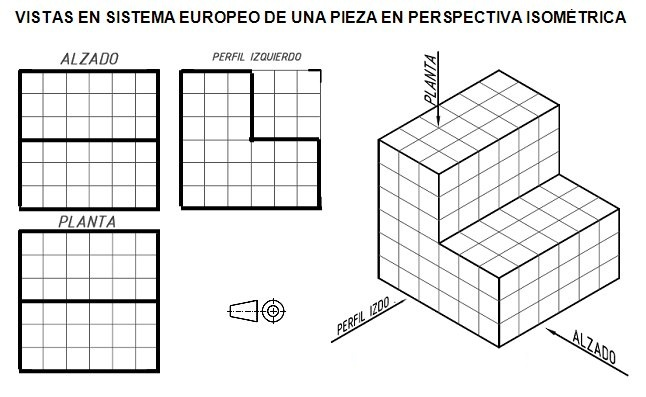 VISTAS EN SISTEMA EUROPEO DE UNA PIEZA EN PERSPECTIVA ISOMÉTRICA
ALZADO
PERFIL IZQUIERDO
PLANTA
PLANTA
PERFIL IZDO.
ALZADO